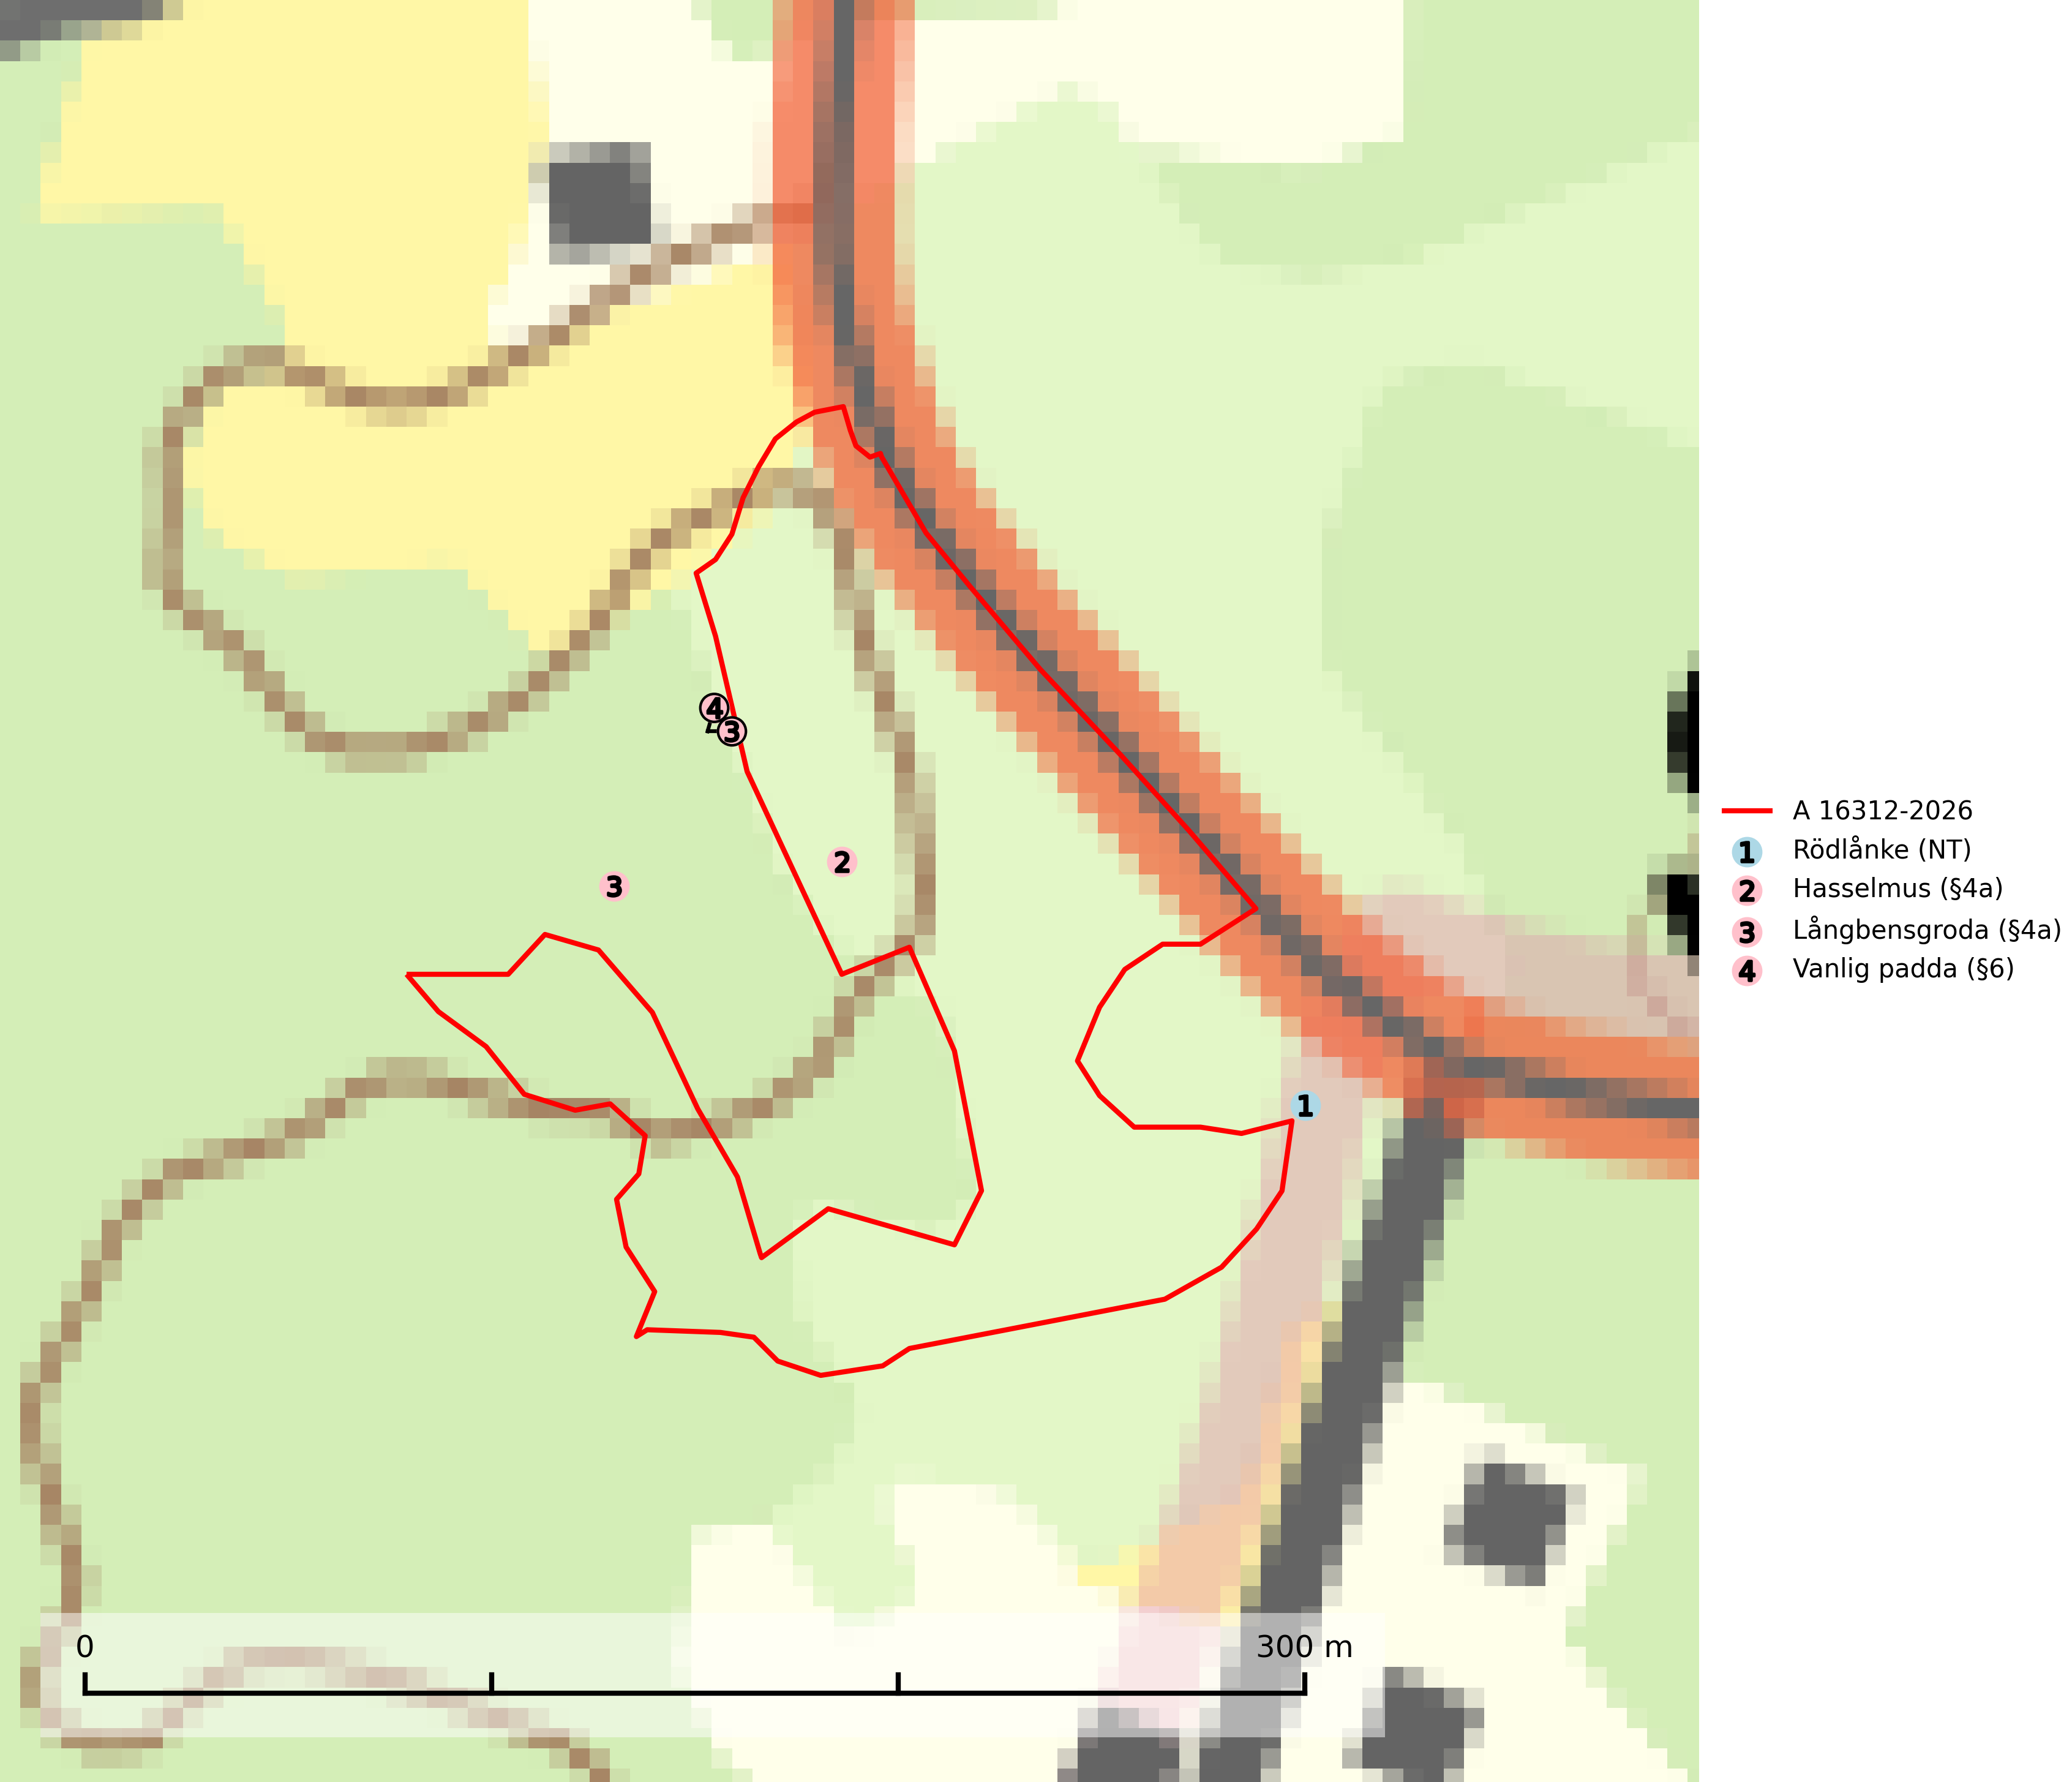 4
3
2
3
1
A 16312-2026
1 Rödlånke (NT)
2 Hasselmus (§4a)
3 Långbensgroda (§4a)
4 Vanlig padda (§6)
0 300 m